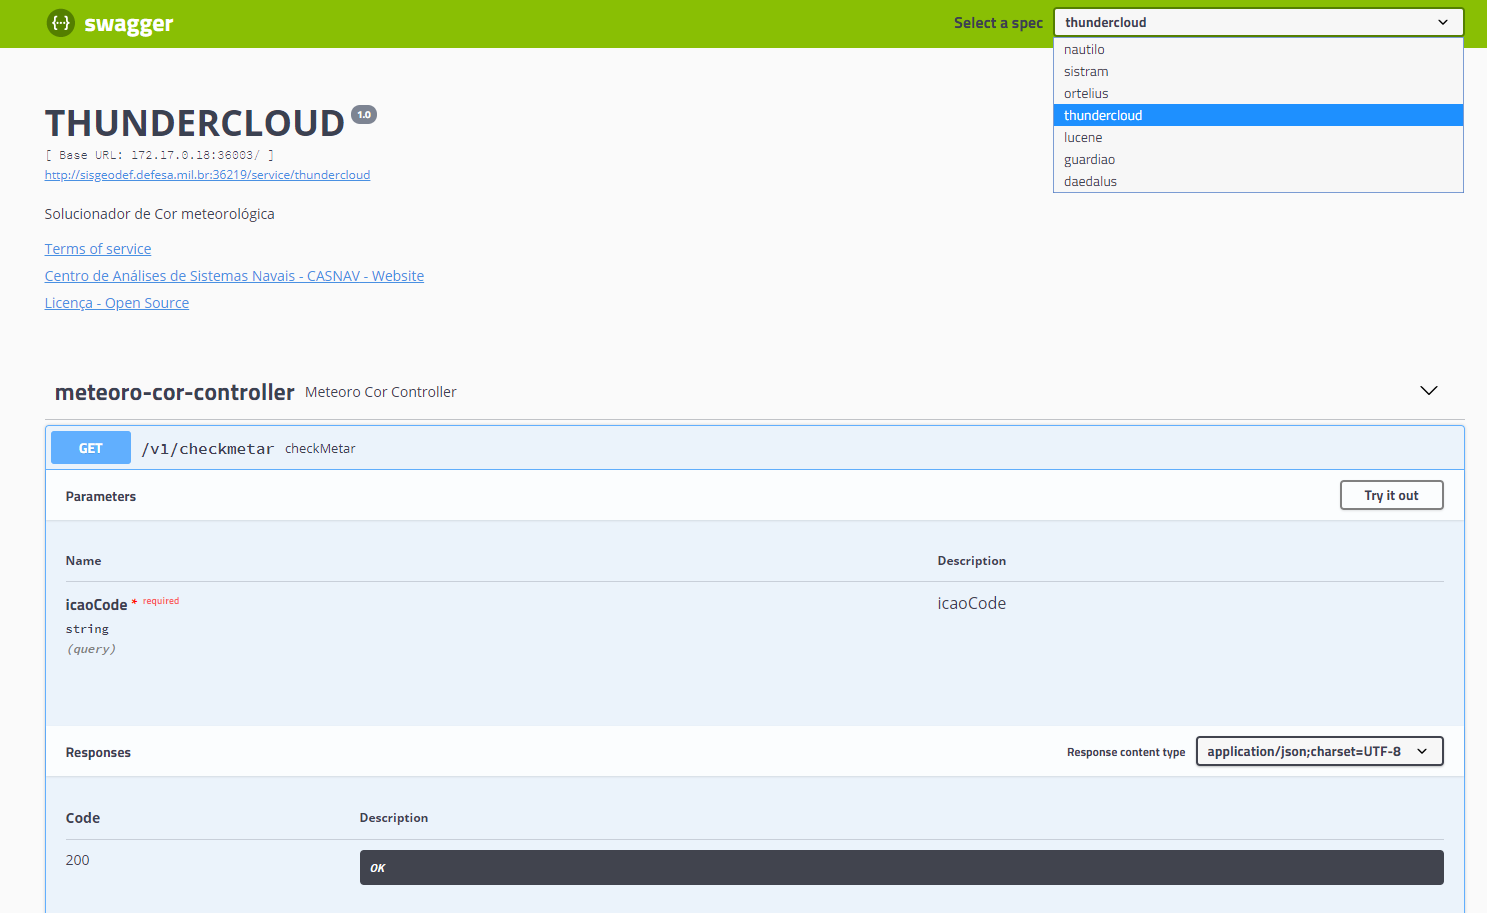 {···} swagger
Select a spec thundercloud
nautilo
sistram
ortelius
thundercloud
lucene
guardiao
daedalus
THUNDERCLOUD 1.0
[ Base URL: 172.17.0.18:36003/ ]
http://sisgeodef.defesa.mil.br:36219/service/thundercloud
Solucionador de Cor meteorológica
Terms of service
Centro de Análises de Sistemas Navais - CASNAV - Website
Licença - Open Source
meteoro-cor-controller Meteoro Cor Controller
GET /v1/checkmetar checkMetar
Parameters Try it out
Name Description
icaoCode * required icaoCode
string
(query)
Responses Response content type application/json;charset=UTF-8
Code Description
200 OK